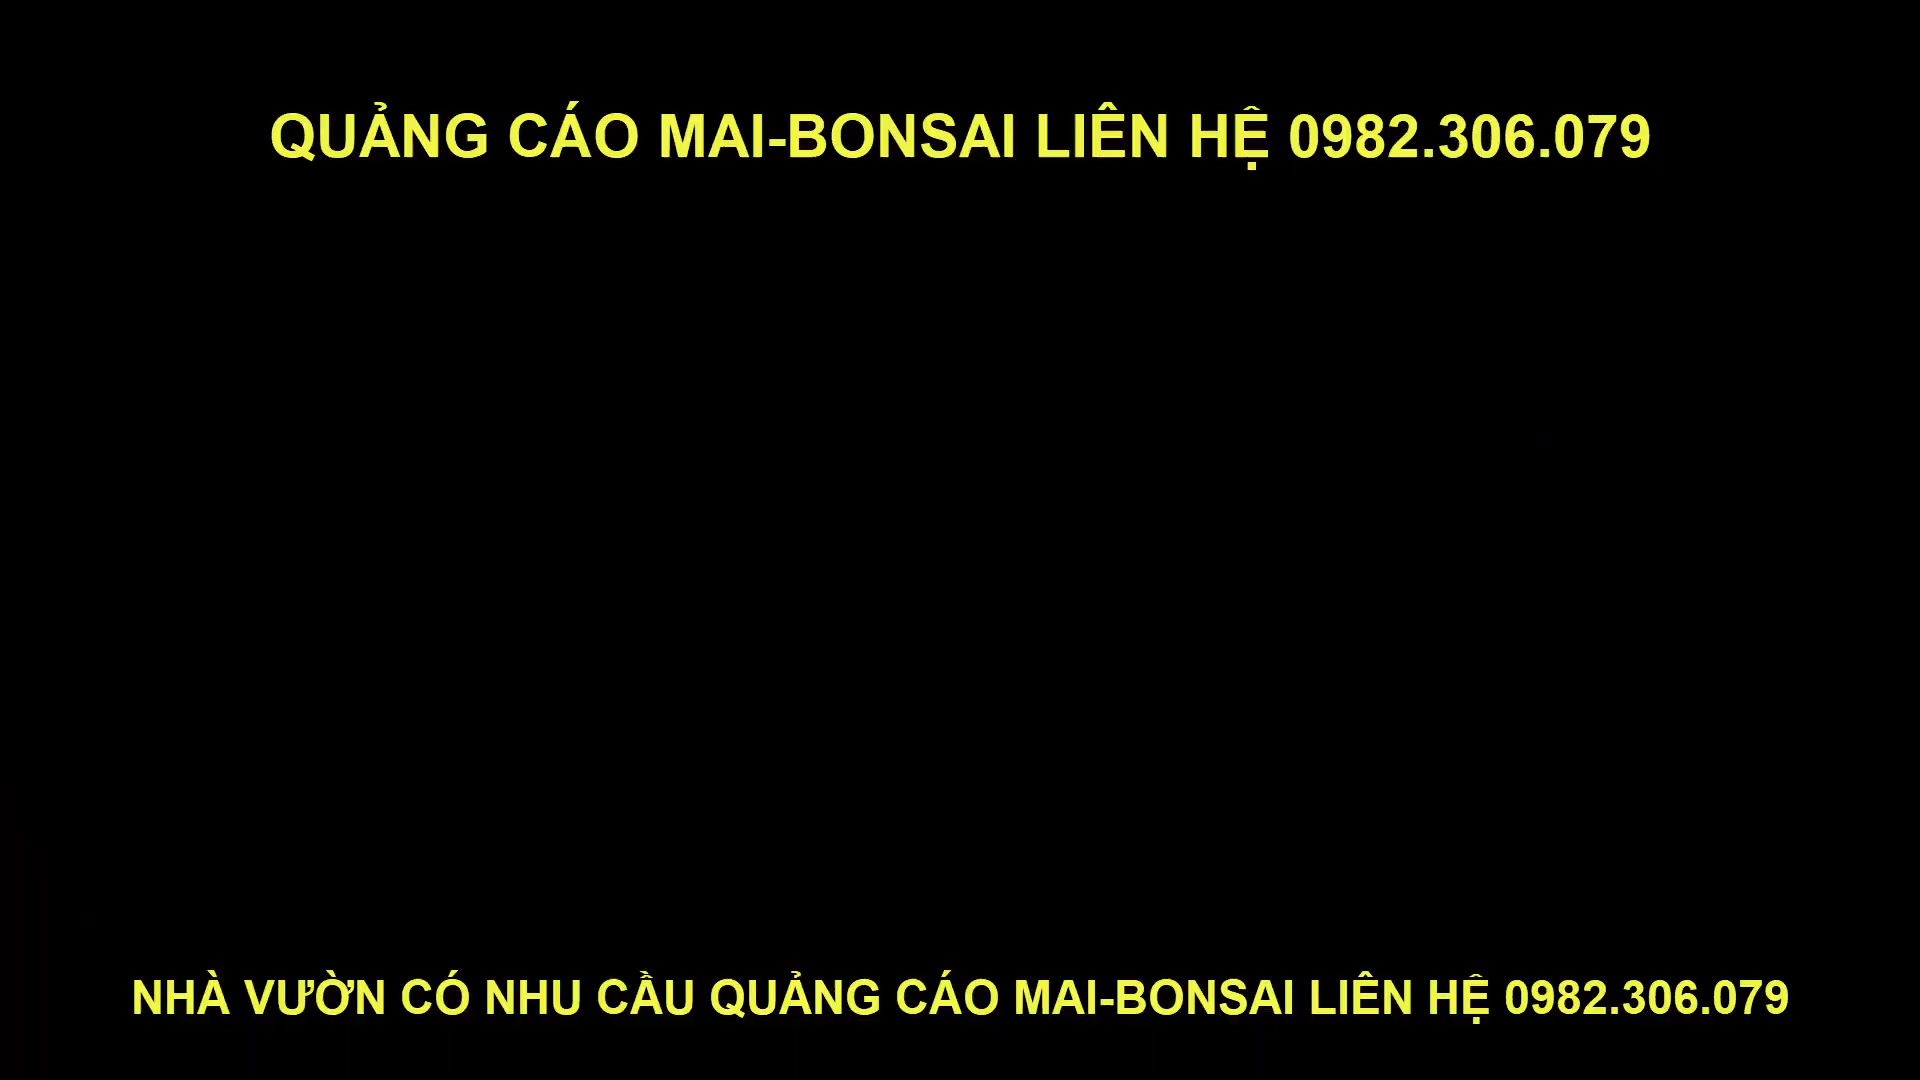 QUẢNG CÁO MAI-BONSAI LIÊN HỆ 0982.306.079
NHÀ VƯỜN CÓ NHU CẦU QUẢNG CÁO MAI-BONSAI LIÊN HỆ 0982.306.079